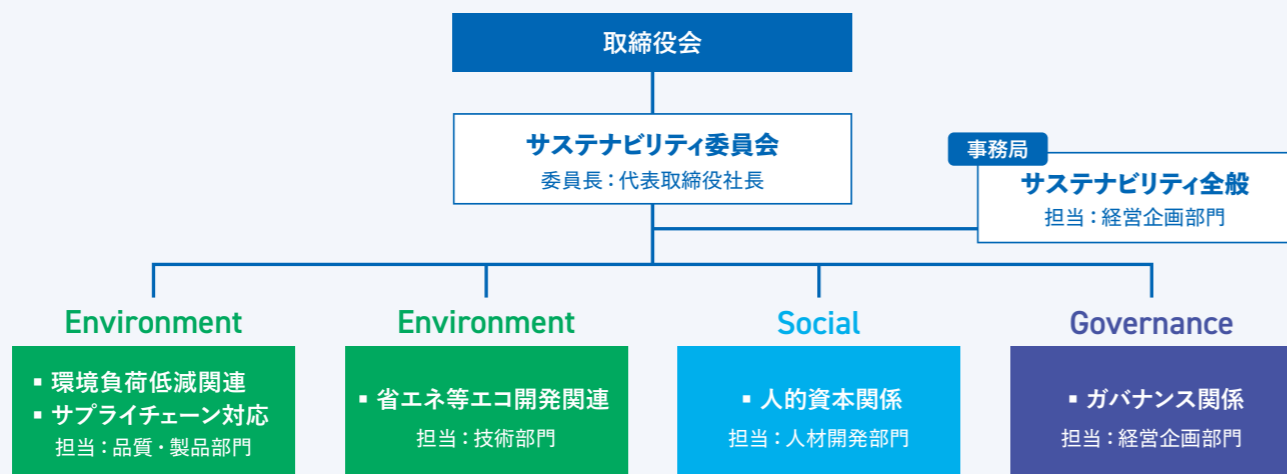 取締役会
サステナビリティ委員会
委員長：代表取締役社長
事務局
サステナビリティ全般
担当：経営企画部門
Environment
▪ 環境負荷低減関連
▪ サプライチェーン対応
担当：品質・製品部門
Environment
▪ 省エネ等エコ開発関連
担当：技術部門
Social
▪ 人的資本関係
担当：人材開発部門
Governance
▪ ガバナンス関係
担当：経営企画部門